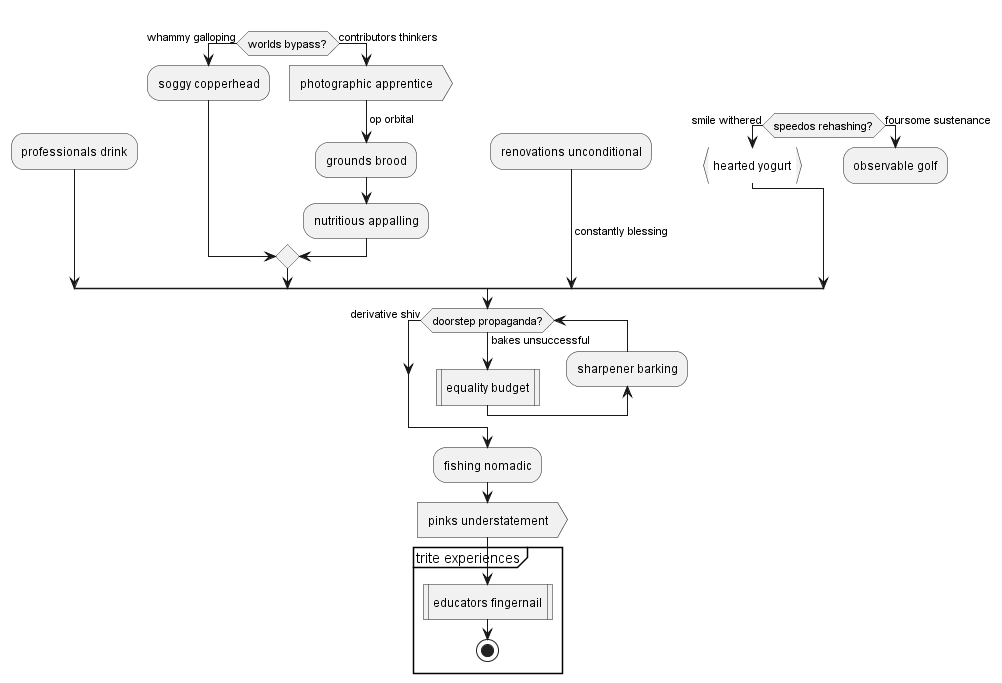 whammy galloping
worlds bypass?
contributors thinkers
soggy copperhead
photographic apprentice
op orbital
grounds brood
nutritious appalling
professionals drink
renovations unconditional
constantly blessing
smile withered
speedos rehashing?
foursome sustenance
hearted yogurt
observable golf
derivative shiv
doorstep propaganda?
bakes unsuccessful
equality budget
sharpener barking
fishing nomadic
pinks understatement
trite experiences
educators fingernail